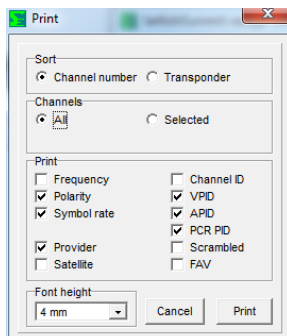 Print
Sort
Channel number Transponder
Channels
All Selected
Print
Frequency Channel ID
Polarity VPID
Symbol rate APID
PCR PID
Provider Scrambled
Satellite FAV
Font height
4 mm Cancel Print